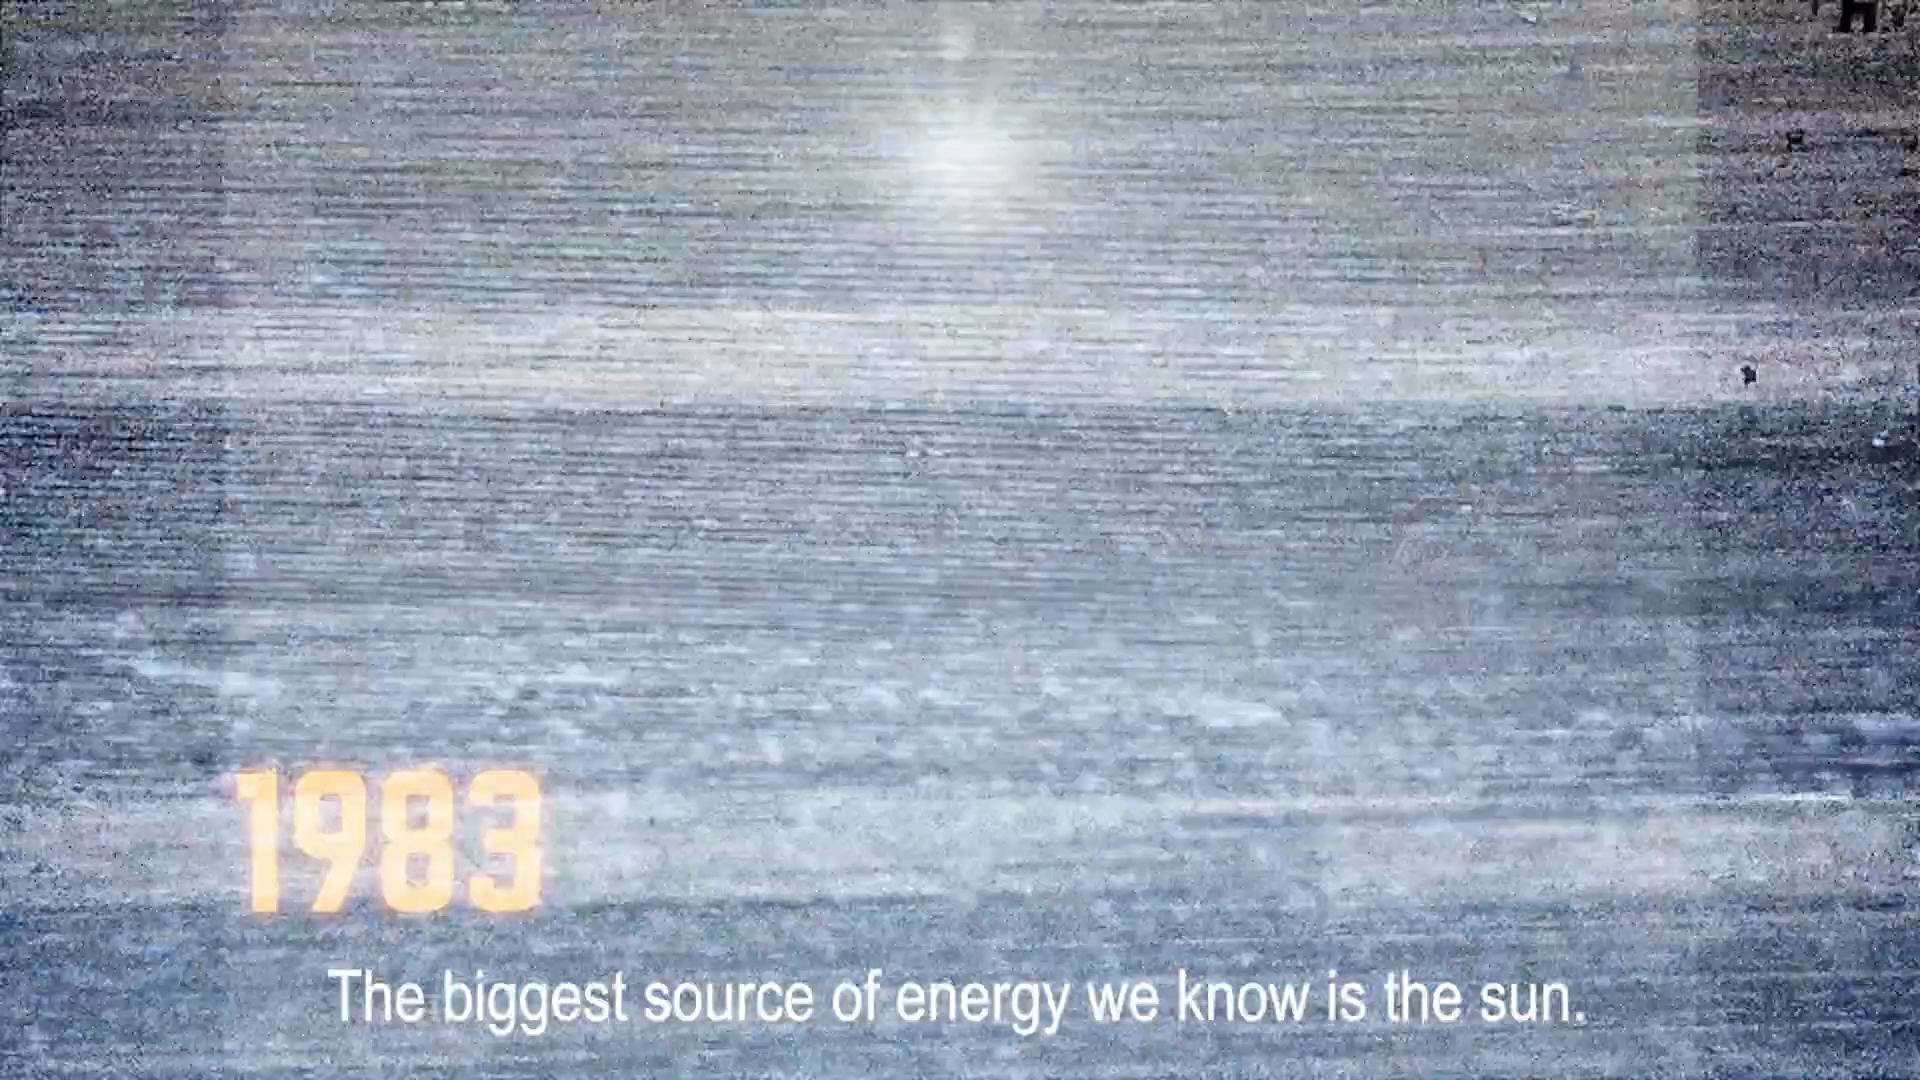 1983
The biggest source of energy we know is the sun.